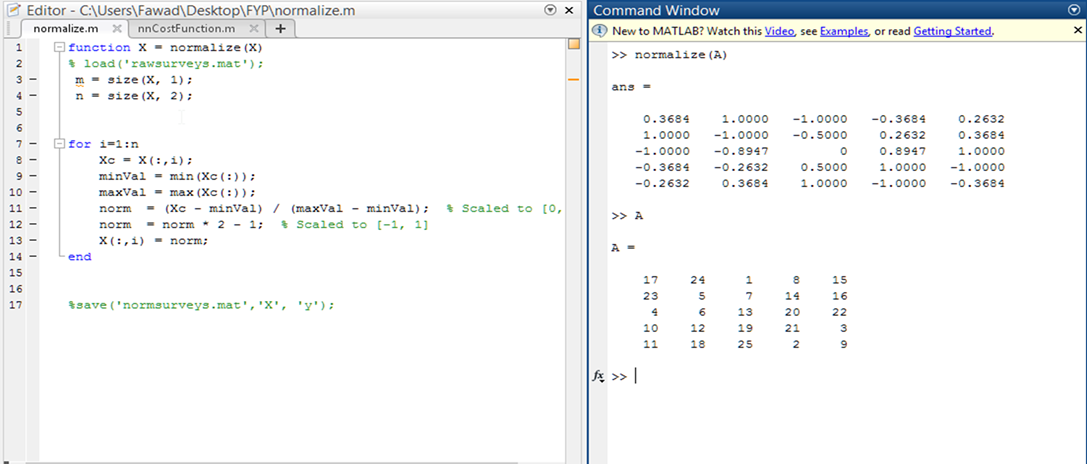 Editor - C:\Users\Fawad\Desktop\FYP\normalize.m
normalize.m nnCostFunction.m +
1 function X = normalize(X)
2 % load('rawsurveys.mat');
3 - m = size(X, 1);
4 - n = size(X, 2);
5
6
7 - for i=1:n
8 - Xc = X(:,i);
9 - minVal = min(Xc(:));
10 - maxVal = max(Xc(:));
11 - norm = (Xc - minVal) / (maxVal - minVal); % Scaled to [0,
12 - norm = norm * 2 - 1; % Scaled to [-1, 1]
13 - X(:,i) = norm;
14 - end
15
16
17 %save('normsurveys.mat','X', 'y');
Command Window
New to MATLAB? Watch this Video, see Examples, or read Getting Started.
>> normalize(A)
ans =
0.3684 1.0000 -1.0000 -0.3684 0.2632
1.0000 -1.0000 -0.5000 0.2632 0.3684
-1.0000 -0.8947 0 0.8947 1.0000
-0.3684 -0.2632 0.5000 1.0000 -1.0000
-0.2632 0.3684 1.0000 -1.0000 -0.3684
>> A
A =
17 24 1 8 15
23 5 7 14 16
4 6 13 20 22
10 12 19 21 3
11 18 25 2 9
fx >>